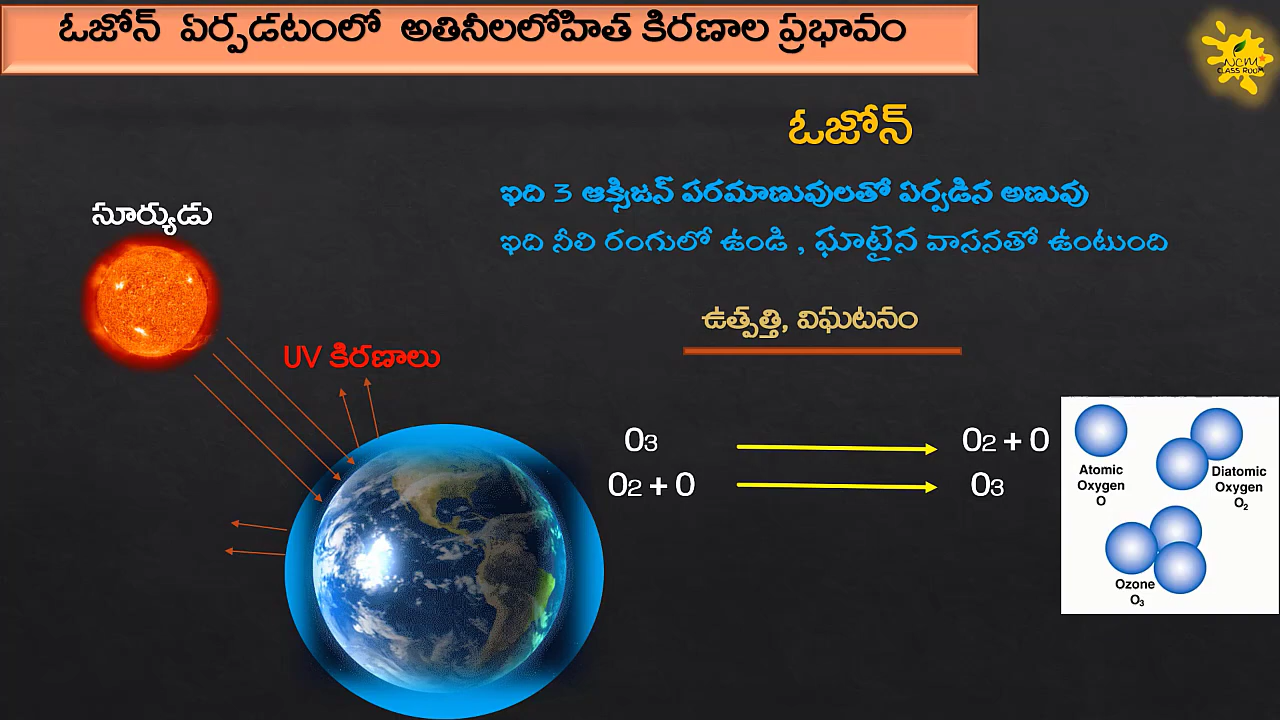 ఓజోన్ ఏర్పడటంలో అతినీలలోహిత కిరణాల ప్రభావం
NCM
CLASS ROOM
ఓజోన్
ఇది 3 ఆక్సిజన్ పరమాణువులతో ఏర్వడిన అణువు
ఇది నీలి రంగులో ఉండి , ఘాటైన వాసనతో ఉంటుంది
సూర్యుడు
ఉత్పత్తి, విఘటనం
UV కిరణాలు
O3 O2 + O
O2 + O O3
Atomic
Oxygen
O
Diatomic
Oxygen
O2
Ozone
O3